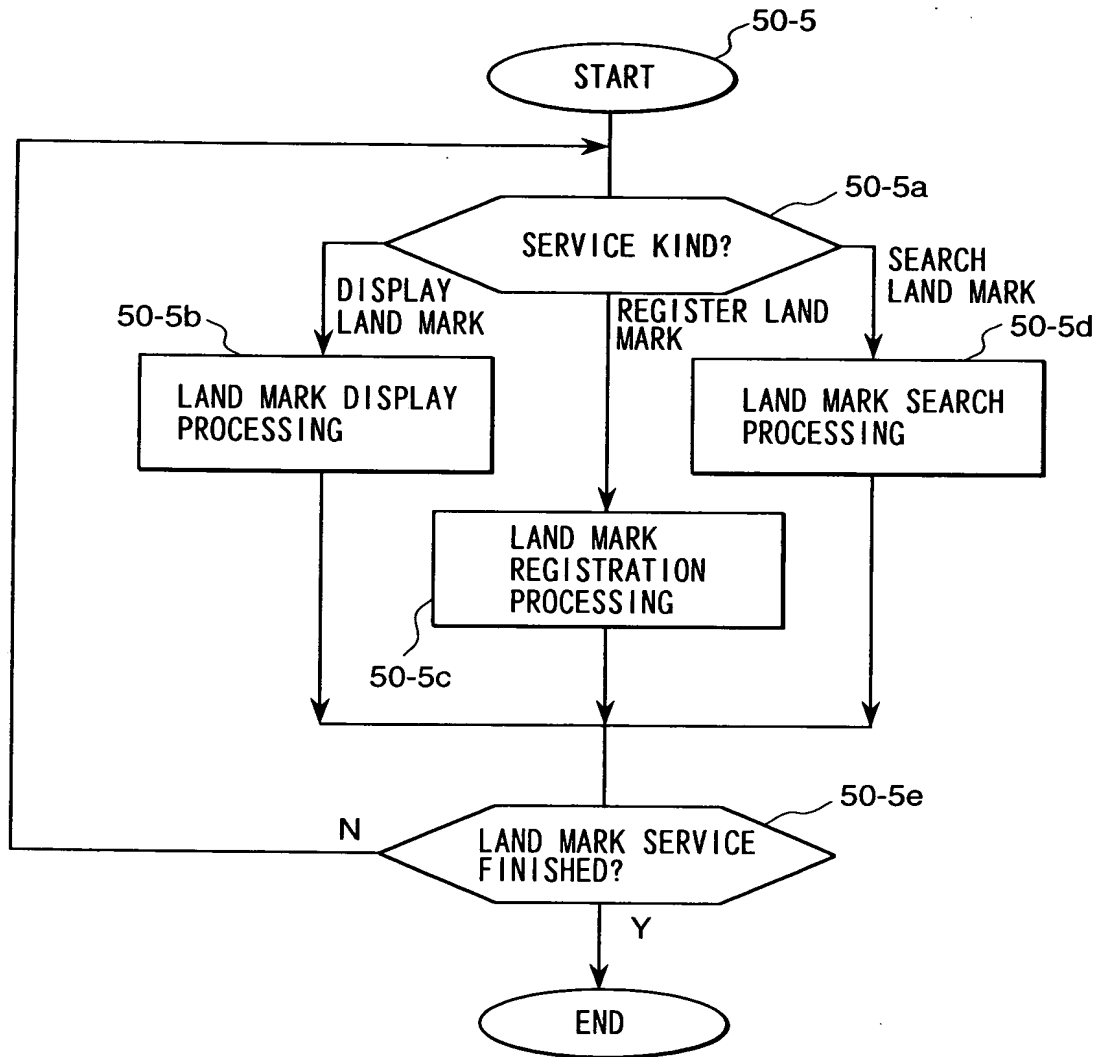 50-5
START
50-5a
SERVICE KIND?
DISPLAY
LAND MARK
REGISTER LAND
MARK
SEARCH
LAND MARK
50-5b
50-5d
LAND MARK DISPLAY
PROCESSING
LAND MARK SEARCH
PROCESSING
LAND MARK
REGISTRATION
PROCESSING
50-5c
50-5e
N
LAND MARK SERVICE
FINISHED?
Y
END